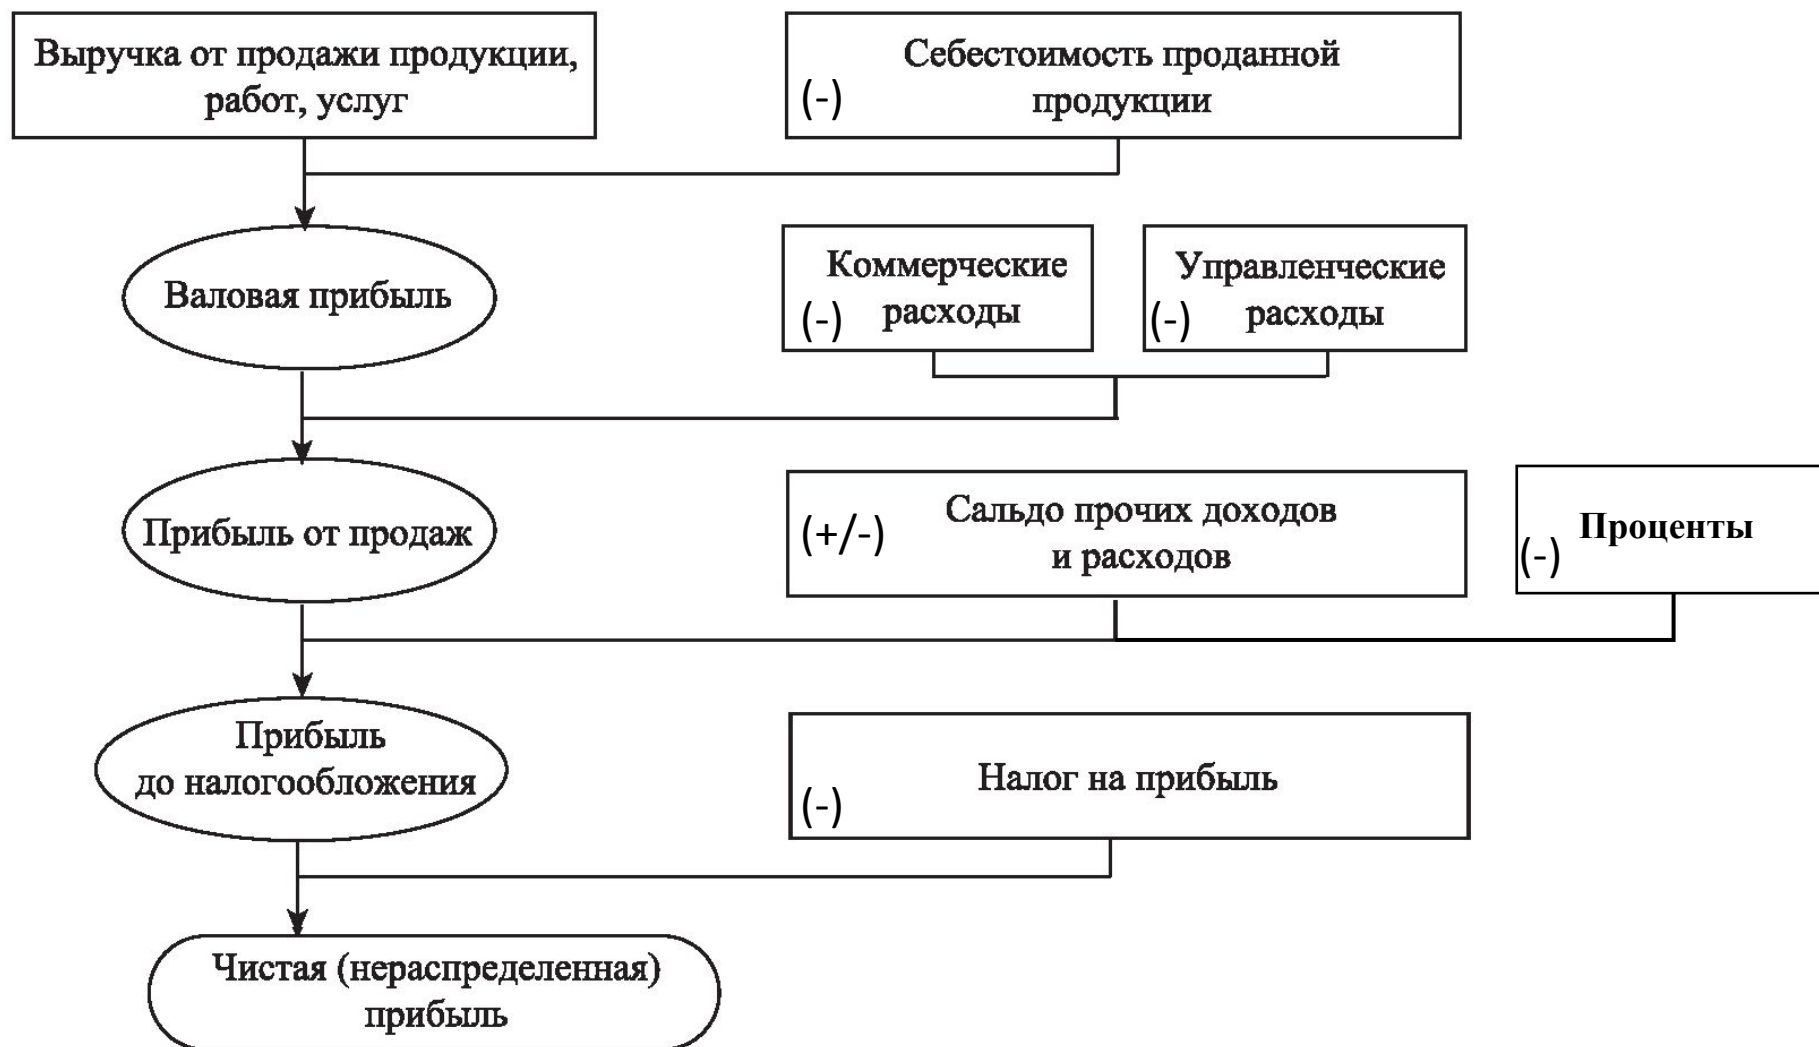 Выручка от продажи продукции,
работ, услуг
Себестоимость проданной
(-) продукции
Валовая прибыль
Коммерческие
(-) расходы
Управленческие
(-) расходы
Прибыль от продаж
(+/-) Сальдо прочих доходов
и расходов
Проценты
(-)
Прибыль
до налогообложения
Налог на прибыль
(-)
Чистая (нераспределенная)
прибыль